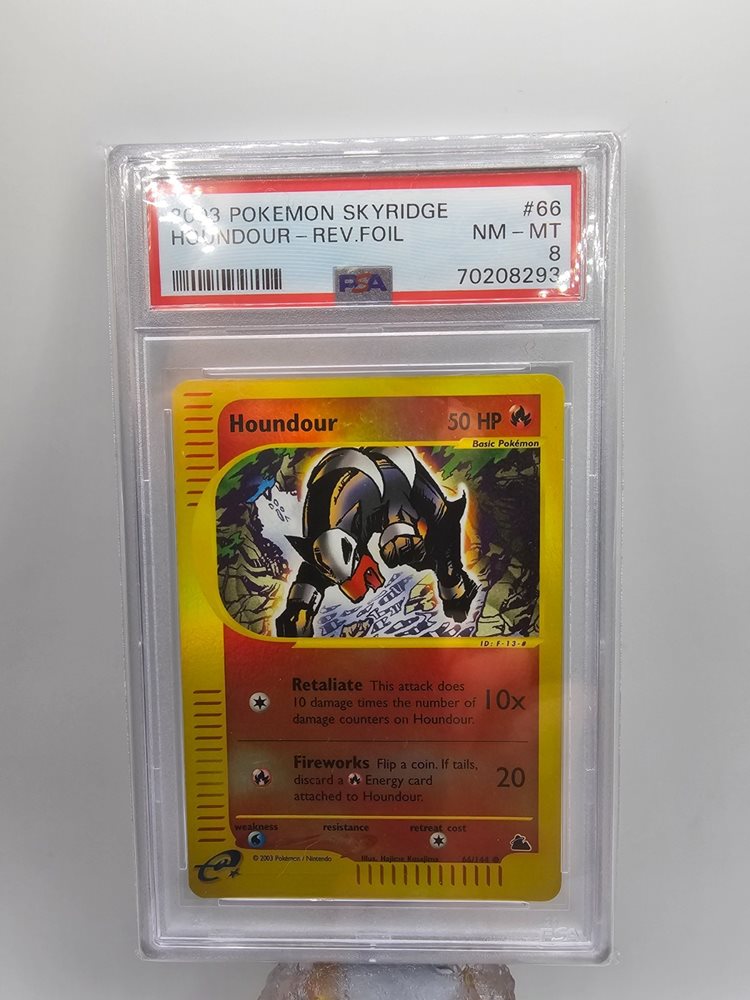 2003 POKEMON SKYRIDGE #66
HOUNDOUR - REV.FOIL NM - MT
8
PSA 70208293
Houndour 50 HP
Basic Pokémon
ID: F-13-#
Retaliate This attack does
10 damage times the number of 10x
damage counters on Houndour.
Fireworks Flip a coin. If tails,
discard a Energy card 20
attached to Houndour.
weakness resistance retreat cost
© 2003 Pokémon / Nintendo Illus. Hajime Kusajima 66/144
e
PSA